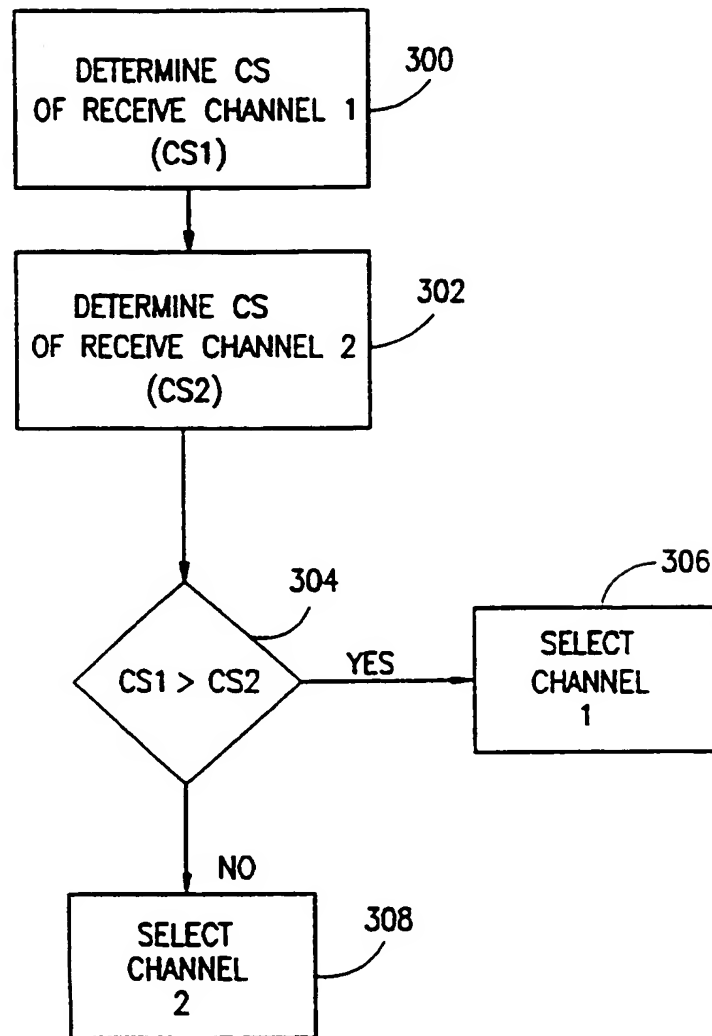 DETERMINE CS
OF RECEIVE CHANNEL 1
(CS1)
300
DETERMINE CS
OF RECEIVE CHANNEL 2
(CS2)
302
304
CS1 > CS2
YES
306
SELECT
CHANNEL
1
NO
SELECT
CHANNEL
2
308